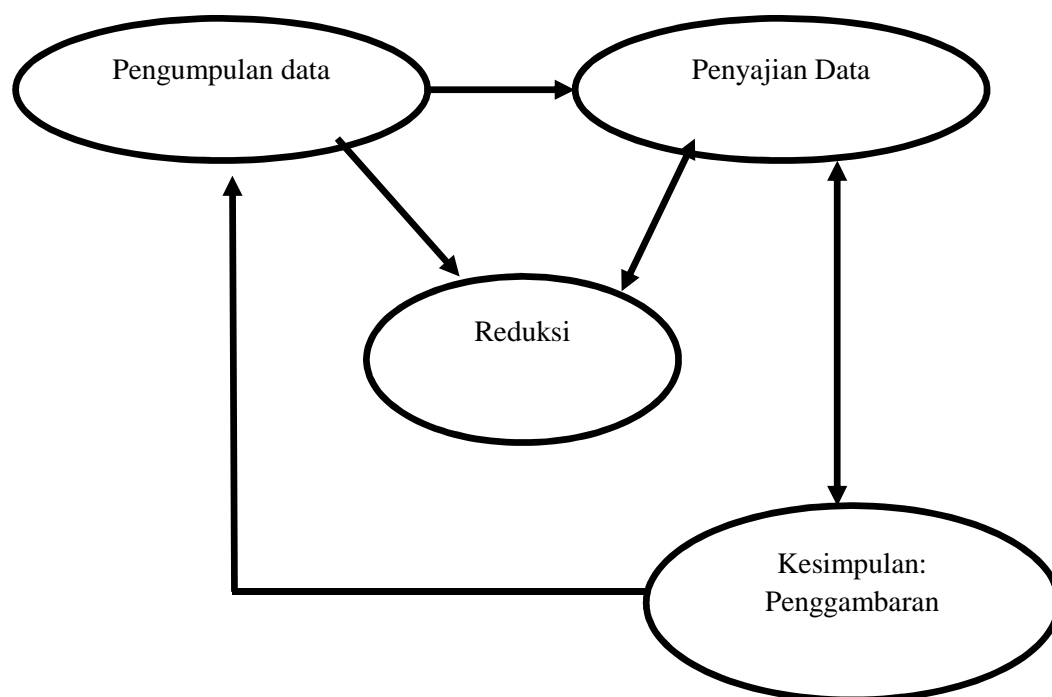 Pengumpulan data
Penyajian Data
Reduksi
Kesimpulan:
Penggambaran